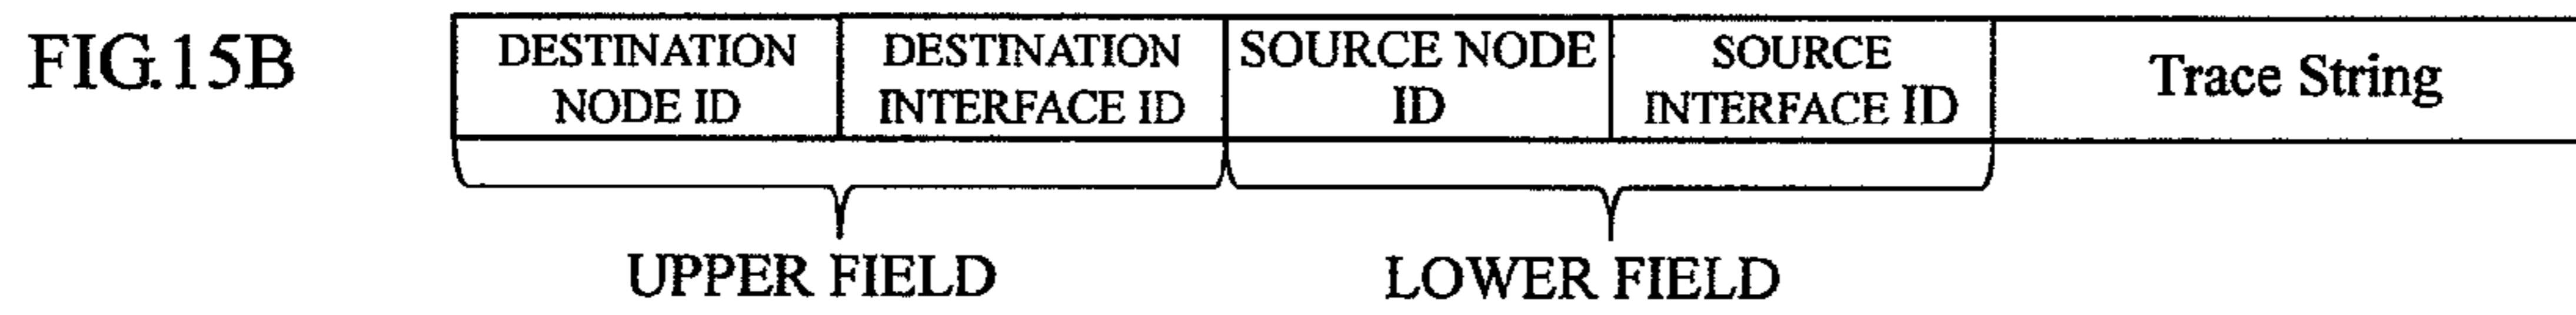 FIG.15B
DESTINATION
NODE ID
DESTINATION
INTERFACE ID
SOURCE NODE
ID
SOURCE
INTERFACE ID
Trace String
UPPER FIELD
LOWER FIELD